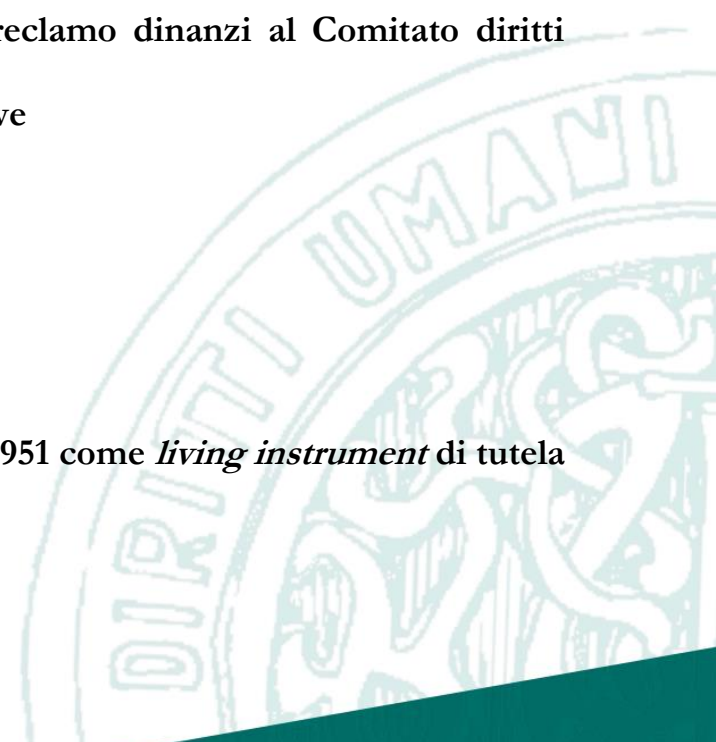 reclamo dinanzi al Comitato diritti
ve
951 come living instrument di tutela
DIRITTI UMANI